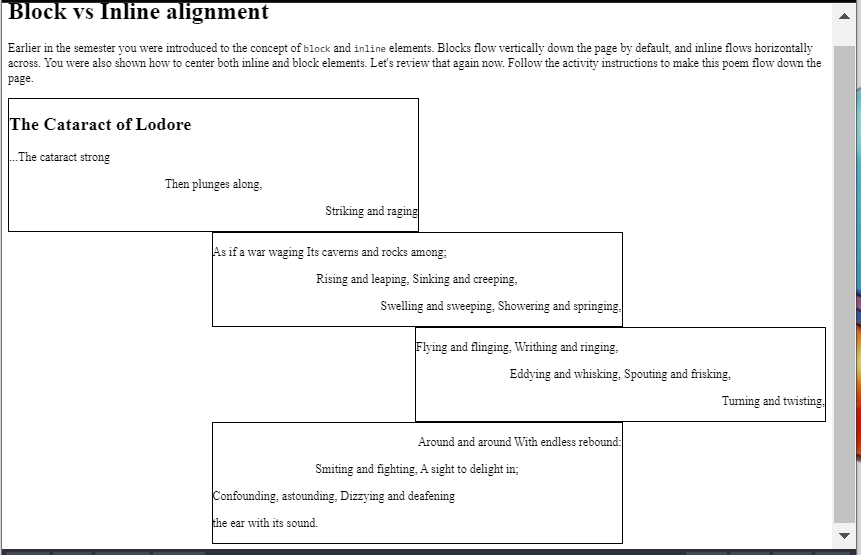 Block vs Inline alignment
Earlier in the semester you were introduced to the concept of block and inline elements. Blocks flow vertically down the page by default, and inline flows horizontally
across. You were also shown how to center both inline and block elements. Let's review that again now. Follow the activity instructions to make this poem flow down the
page.
The Cataract of Lodore
...The cataract strong
Then plunges along,
Striking and raging
As if a war waging Its caverns and rocks among;
Rising and leaping, Sinking and creeping,
Swelling and sweeping, Showering and springing,
Flying and flinging, Writhing and ringing,
Eddying and whisking, Spouting and frisking,
Turning and twisting,
Around and around With endless rebound:
Smiting and fighting, A sight to delight in;
Confounding, astounding, Dizzying and deafening
the ear with its sound.